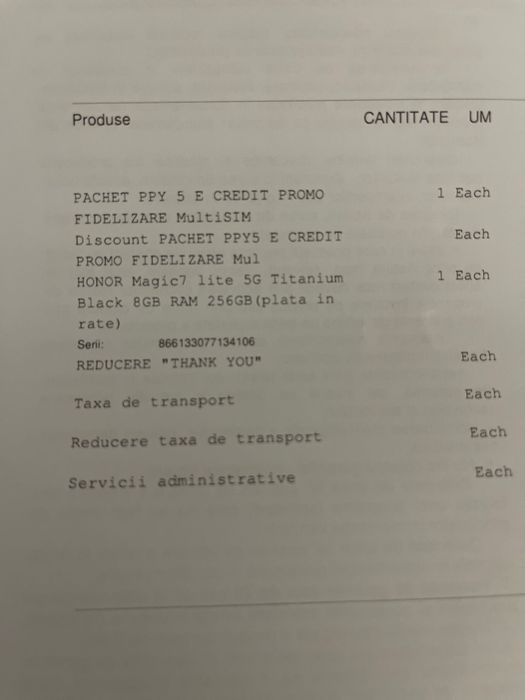 Produse CANTITATE UM
PACHET PPY 5 E CREDIT PROMO 1 Each
FIDELIZARE MultiSIM
Discount PACHET PPY5 E CREDIT Each
PROMO FIDELIZARE Mul
HONOR Magic7 lite 5G Titanium 1 Each
Black 8GB RAM 256GB(plata in
rate)
Serii: 866133077134106
REDUCERE "THANK YOU" Each
Taxa de transport Each
Reducere taxa de transport Each
Servicii administrative Each